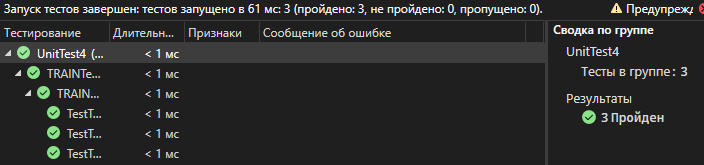 Запуск тестов завершен: тестов запущено в 61 мс: 3 (пройдено: 3, не пройдено: 0, пропущено: 0).
Предупрежд
Тестирование Длительн... Признаки Сообщение об ошибке
Сводка по группе
UnitTest4 (... < 1 мс
UnitTest4
TRAINTe... < 1 мс
Тестов в группе: 3
TRAIN... < 1 мс
Результаты
TestT... < 1 мс
3 Пройден
TestT... < 1 мс
TestT... < 1 мс